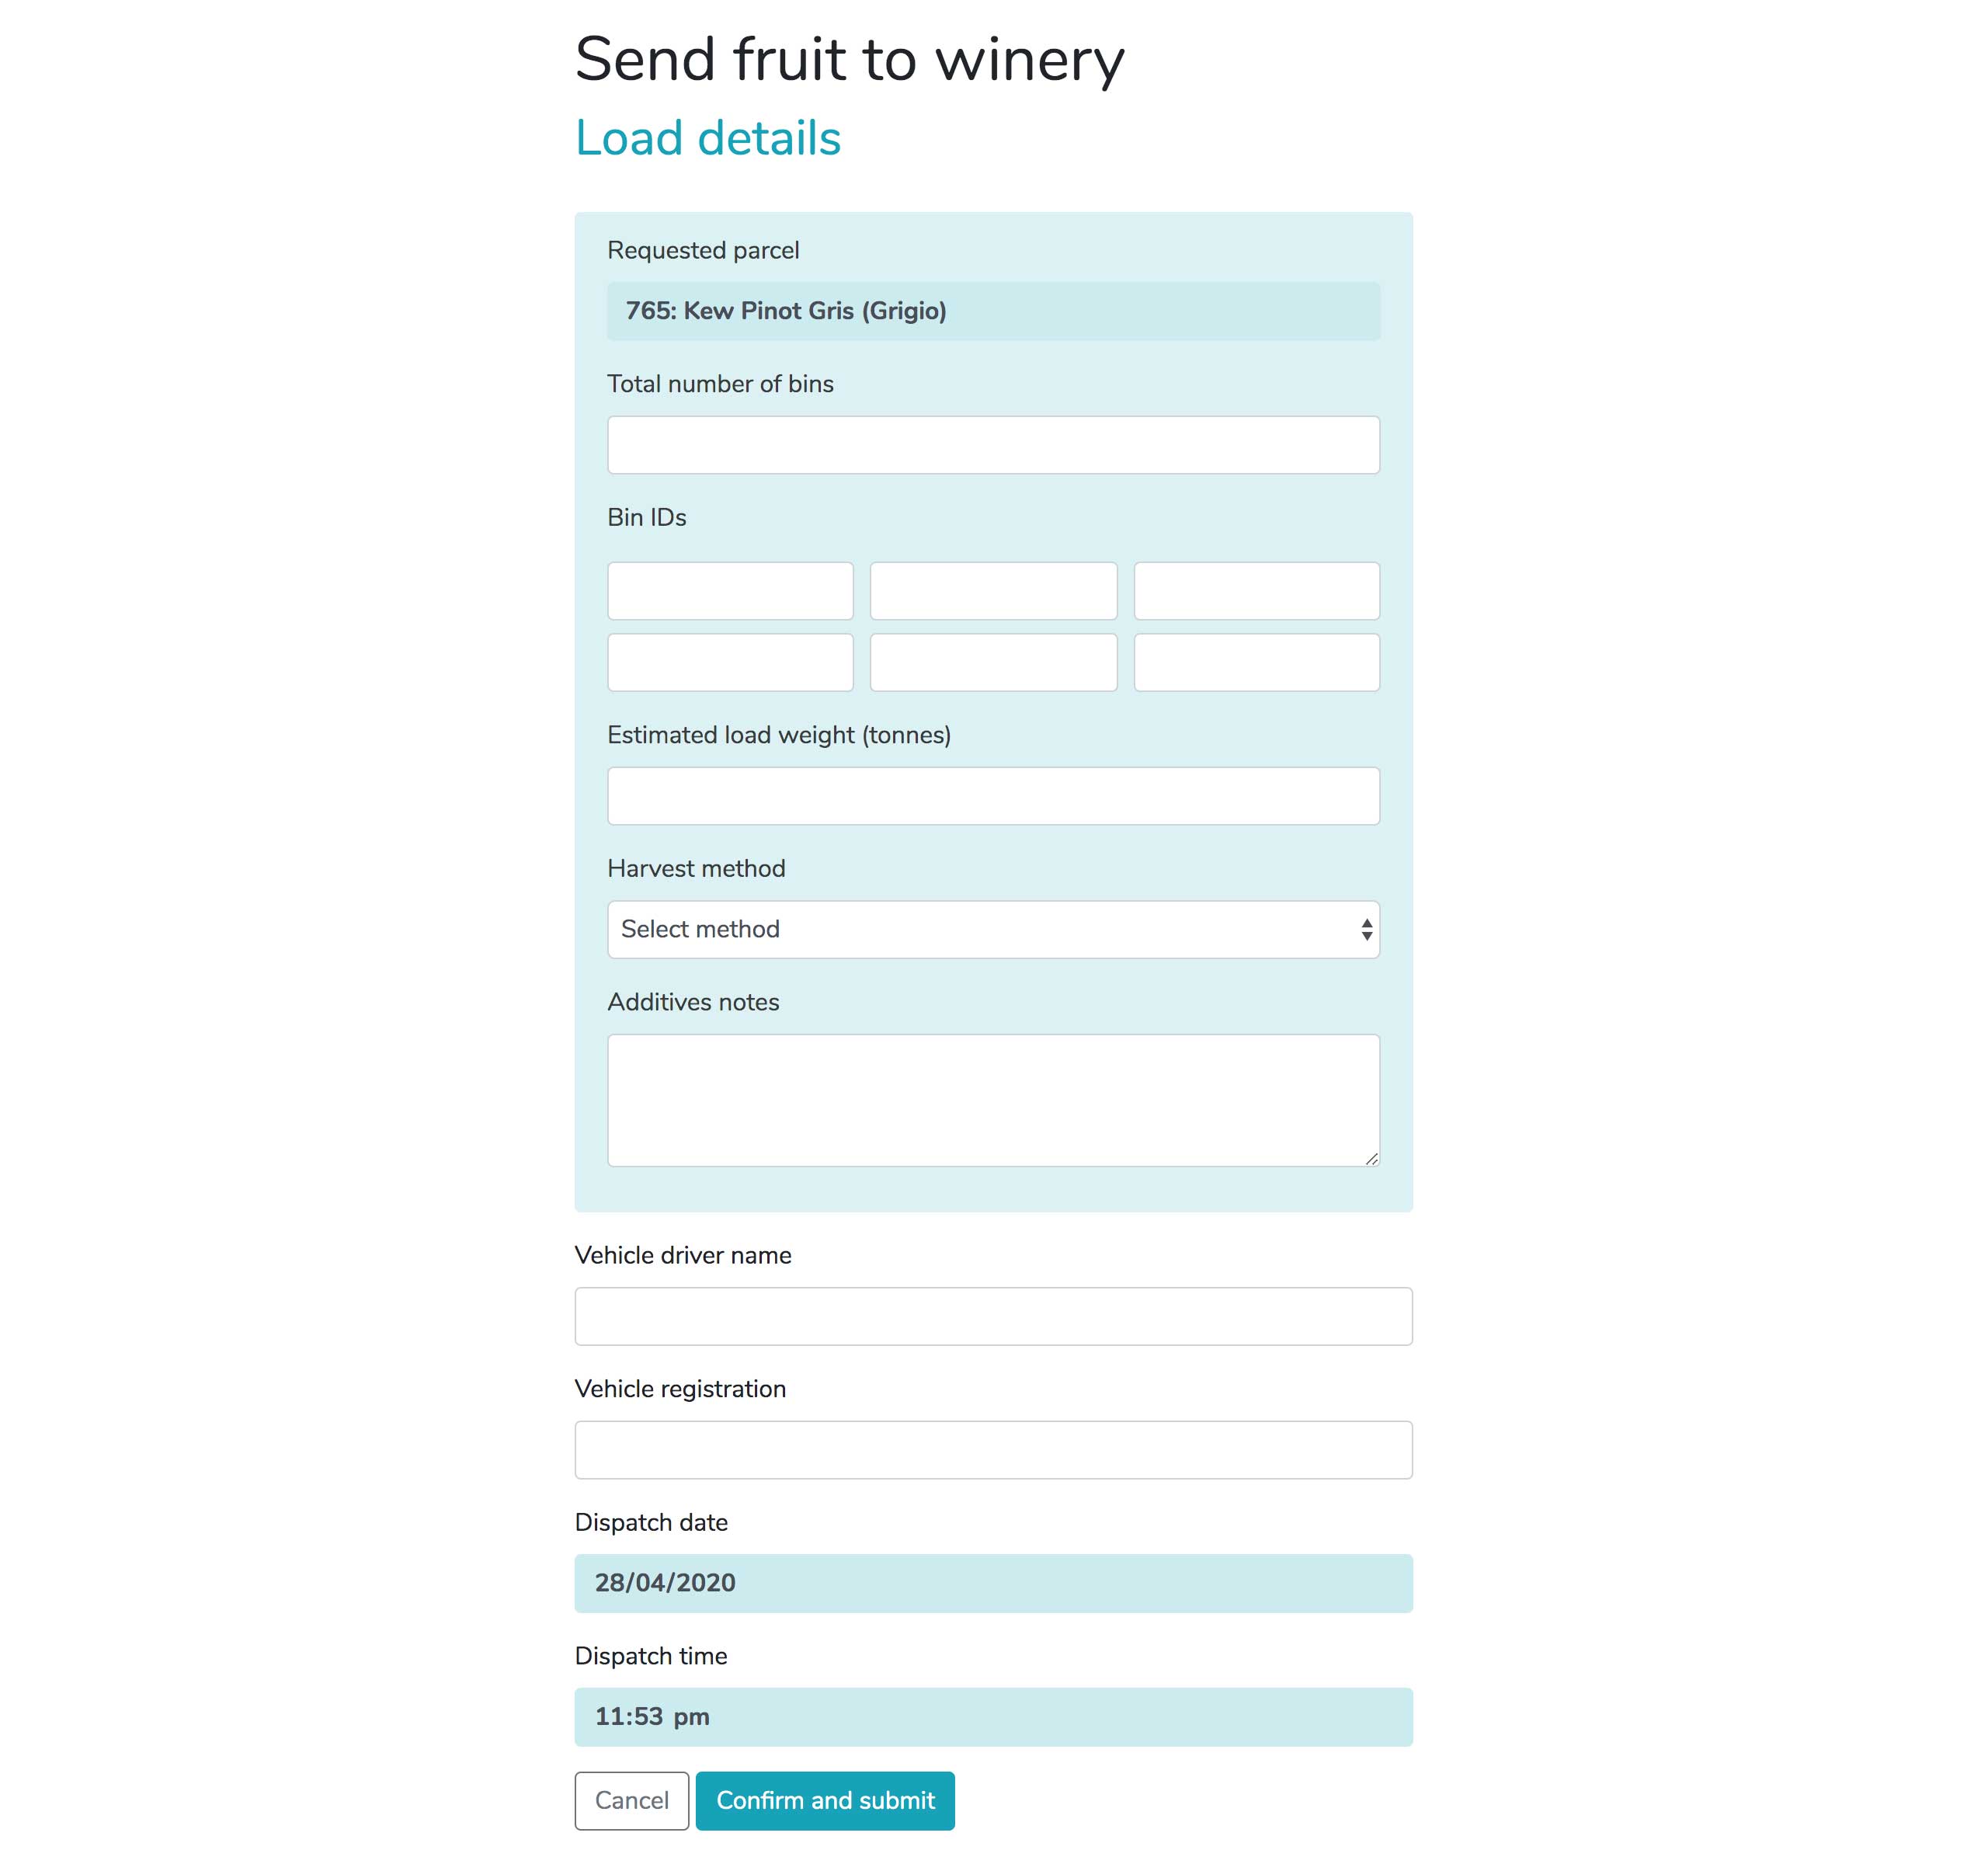 Send fruit to winery
Load details
Requested parcel
765: Kew Pinot Gris (Grigio)
Total number of bins
Bin IDs
Estimated load weight (tonnes)
Harvest method
Select method
Additives notes
Vehicle driver name
Vehicle registration
Dispatch date
28/04/2020
Dispatch time
11:53 pm
Cancel Confirm and submit